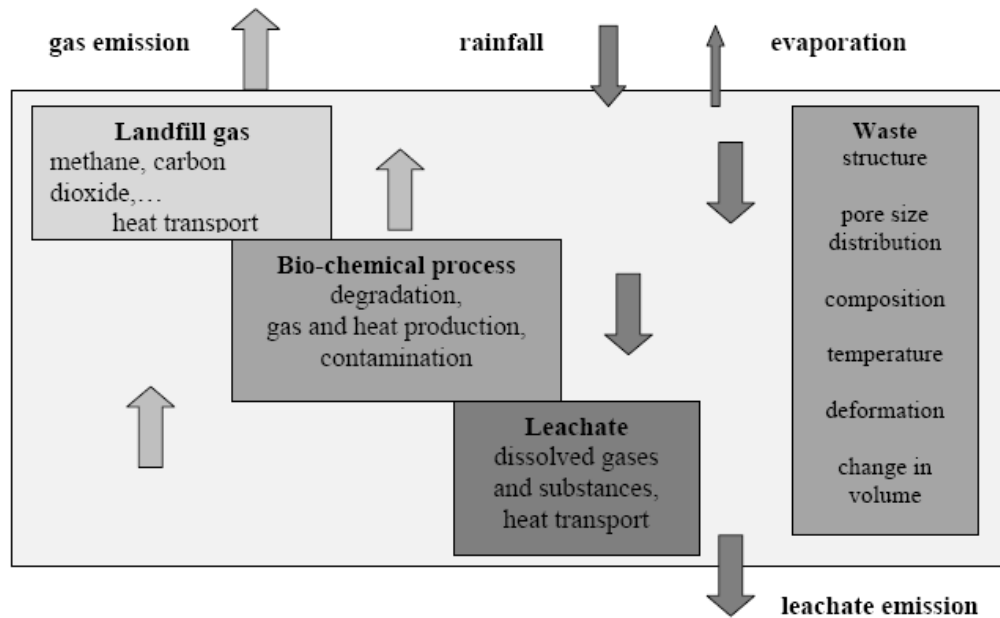 gas emission
rainfall
evaporation
Landfill gas
methane, carbon
dioxide,…
heat transport
Bio-chemical process
degradation,
gas and heat production,
contamination
Leachate
dissolved gases
and substances,
heat transport
Waste
structure
pore size
distribution
composition
temperature
deformation
change in
volume
leachate emission